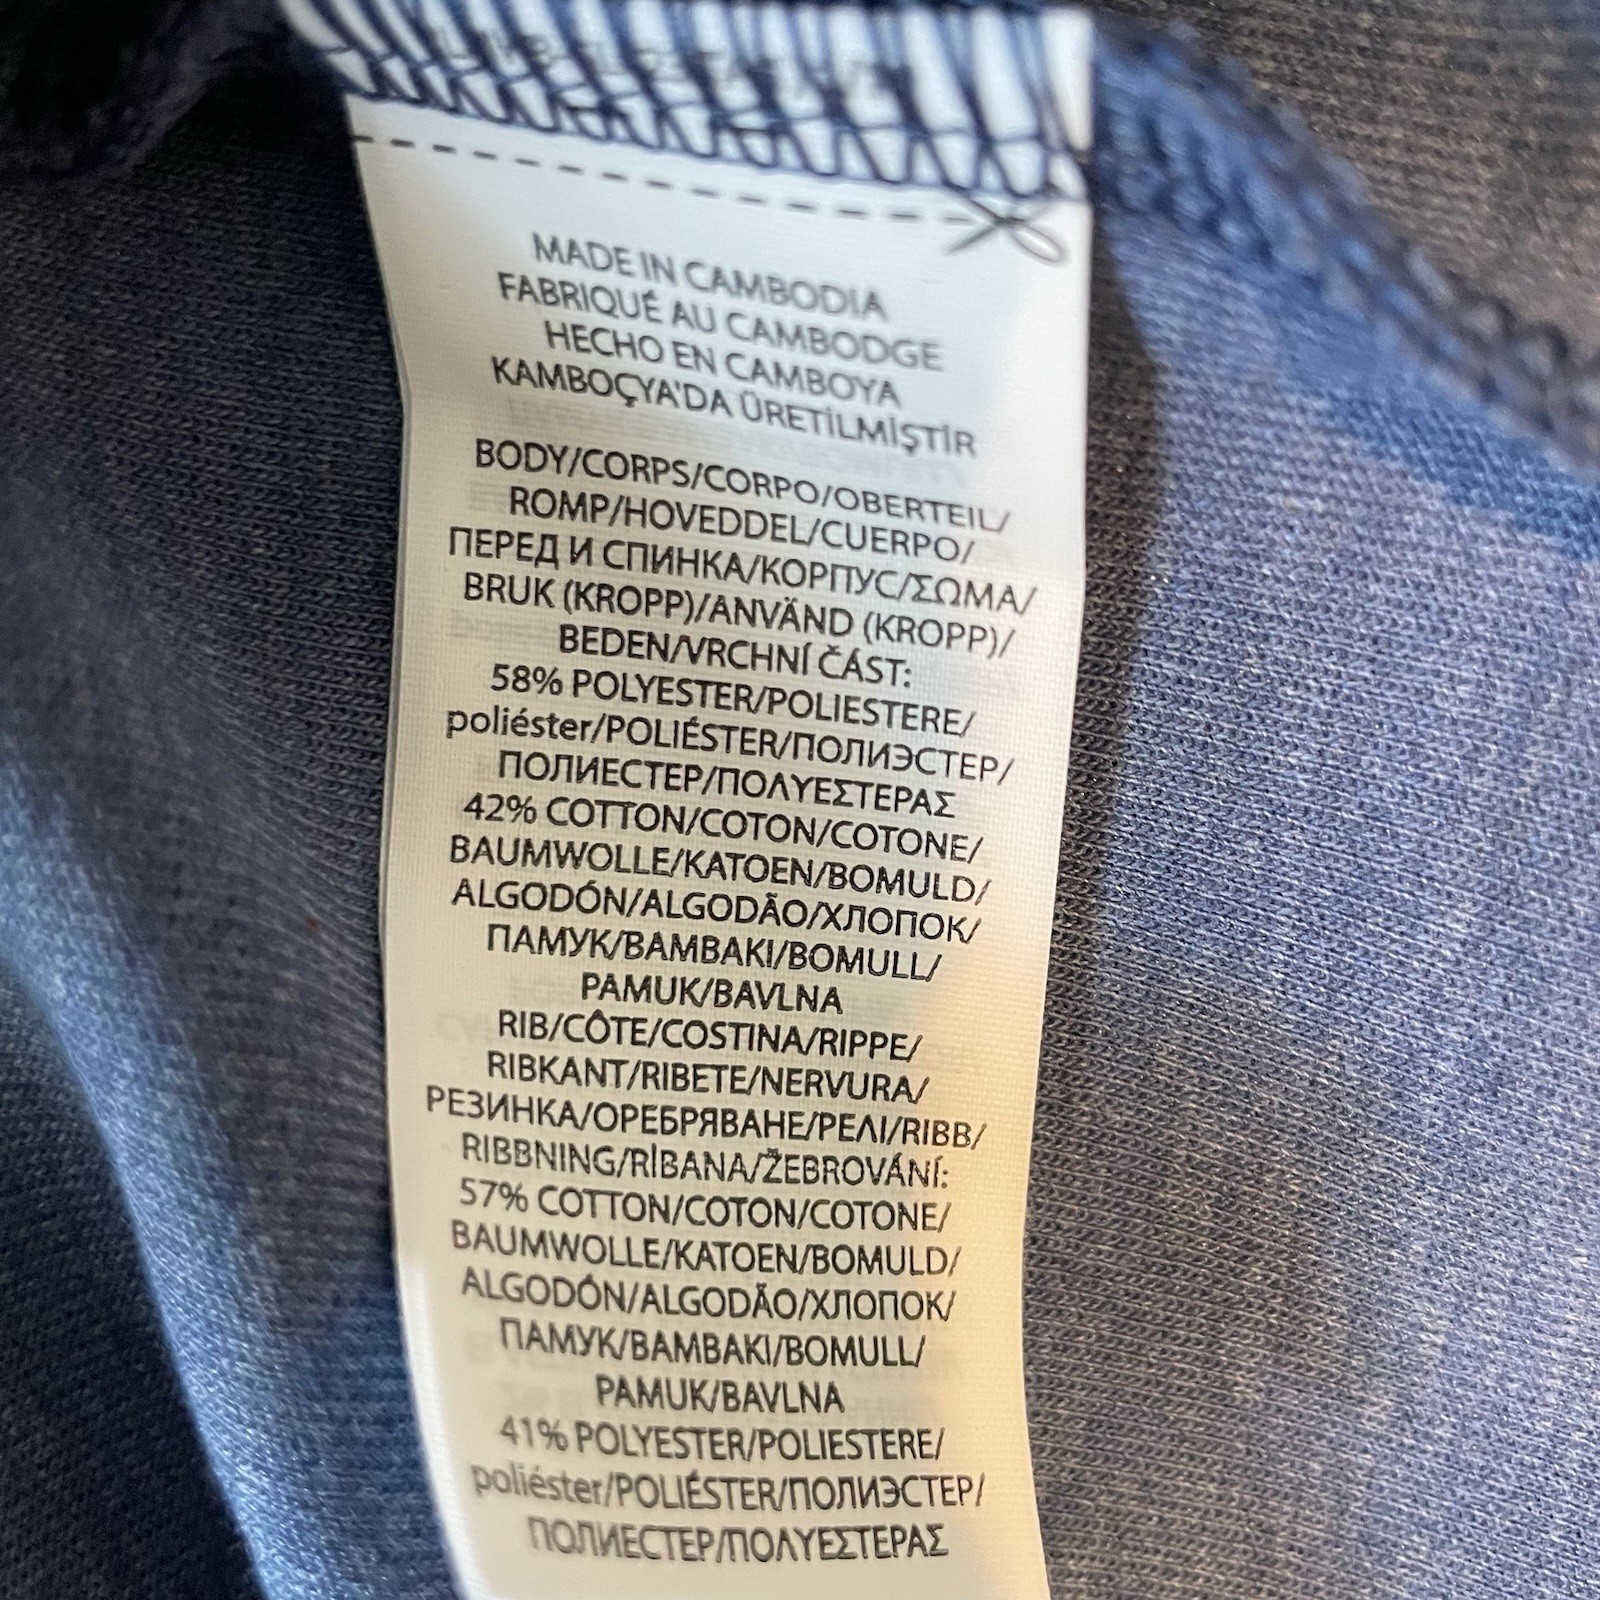 MADE IN CAMBODIA
FABRIQUÉ AU CAMBODGE
HECHO EN CAMBOYA
KAMBOÇYA'DA ÜRETİLMİŞTİR
BODY/CORPS/CORPO/OBERTEIL/
ROMP/HOVEDDEL/CUERPO/
ПЕРЕД И СПИНКА/КОРПУС/ΣΩΜΑ/
BRUK (KROPP)/ANVÄND (KROPP)/
BEDEN/VRCHNÍ ČÁST:
58% POLYESTER/POLIESTERE/
poliéster/POLIÉSTER/ПОЛИЭСТЕР/
ПОЛИЕСТЕР/ΠΟΛΥΕΣΤΕΡΑΣ
42% COTTON/COTON/COTONE/
BAUMWOLLE/KATOEN/BOMULD/
ALGODÓN/ALGODÃO/ХЛОПОК/
ПАМУК/ΒΑΜΒΑΚΙ/BOMULL/
PAMUK/BAVLNA
RIB/CÔTE/COSTINA/RIPPE/
RIBKANT/RIBETE/NERVURA/
РЕЗИНКА/ОРЕБРЯВАНЕ/ΡΕΛΙ/RIBB/
RIBBNING/RİBANA/ŽEBROVÁNÍ:
57% COTTON/COTON/COTONE/
BAUMWOLLE/KATOEN/BOMULD/
ALGODÓN/ALGODÃO/ХЛОПОК/
ПАМУК/ΒΑΜΒΑΚΙ/BOMULL/
PAMUK/BAVLNA
41% POLYESTER/POLIESTERE/
poliéster/POLIÉSTER/ПОЛИЭСТЕР/
ПОЛИЕСТЕР/ΠΟΛΥΕΣΤΕΡΑΣ